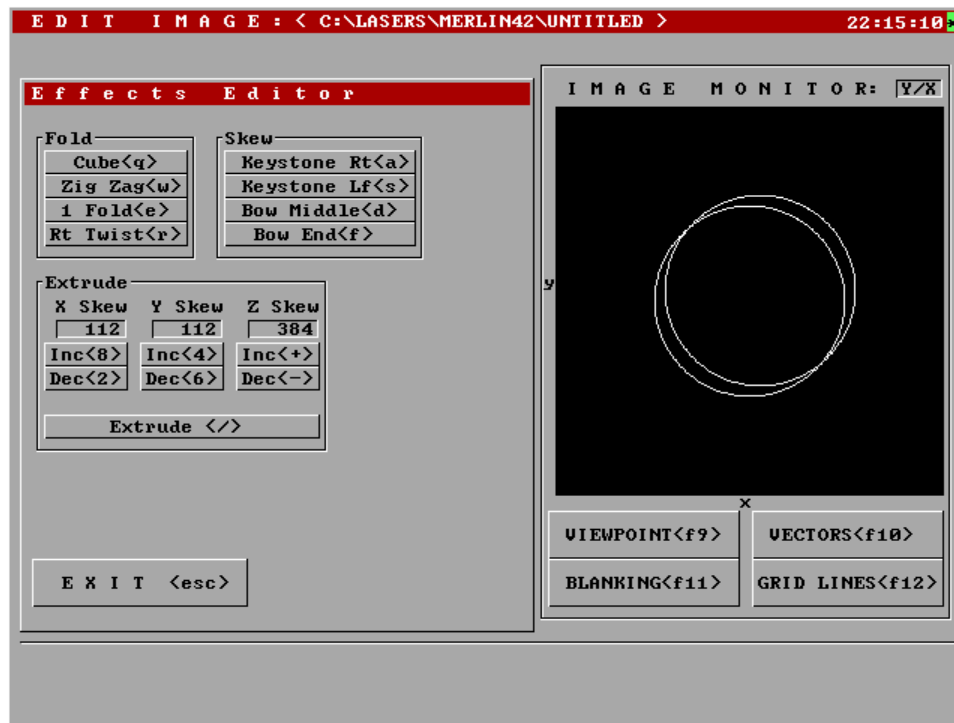 E D I T   I M A G E : < C:\LASERS\MERLIN42\UNTITLED >   22:15:10
E f f e c t s   E d i t o r
Fold
Cube<q>
Zig Zag<w>
1 Fold<e>
Rt Twist<r>
Skew
Keystone Rt<a>
Keystone Lf<s>
Bow Middle<d>
Bow End<f>
Extrude
X Skew   Y Skew   Z Skew
112   112   384
Inc<8>   Inc<4>   Inc<+>
Dec<2>   Dec<6>   Dec<->
Extrude </>
E X I T   <esc>
I M A G E   M O N I T O R :   Y/X
y
x
VIEWPOINT<f9>   VECTORS<f10>
BLANKING<f11>   GRID LINES<f12>